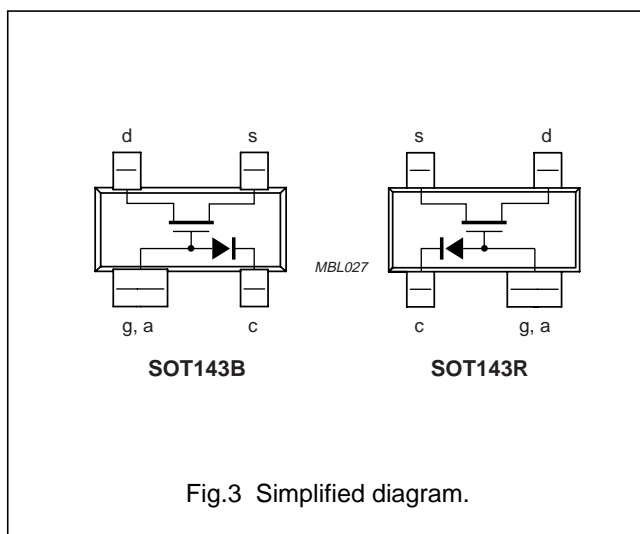 d s s d
MBL027
g, a c c g, a
SOT143B SOT143R
Fig.3 Simplified diagram.